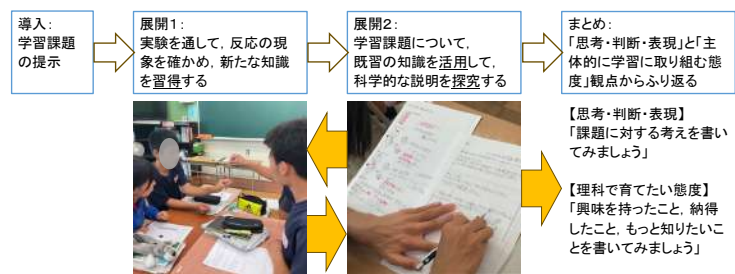 導入:
学習課題
の提示
展開1:
実験を通して,反応の現
象を確かめ,新たな知識
を習得する
展開2:
学習課題について,
既習の知識を活用して,
科学的な説明を探究する
まとめ:
「思考・判断・表現」と「主
体的に学習に取り組む態
度」観点からふり返る
【思考・判断・表現】
「課題に対する考えを書い
てみましょう」
【理科で育てたい態度】
「興味を持ったこと,納得
したこと,もっと知りたいこ
とを書いてみましょう」